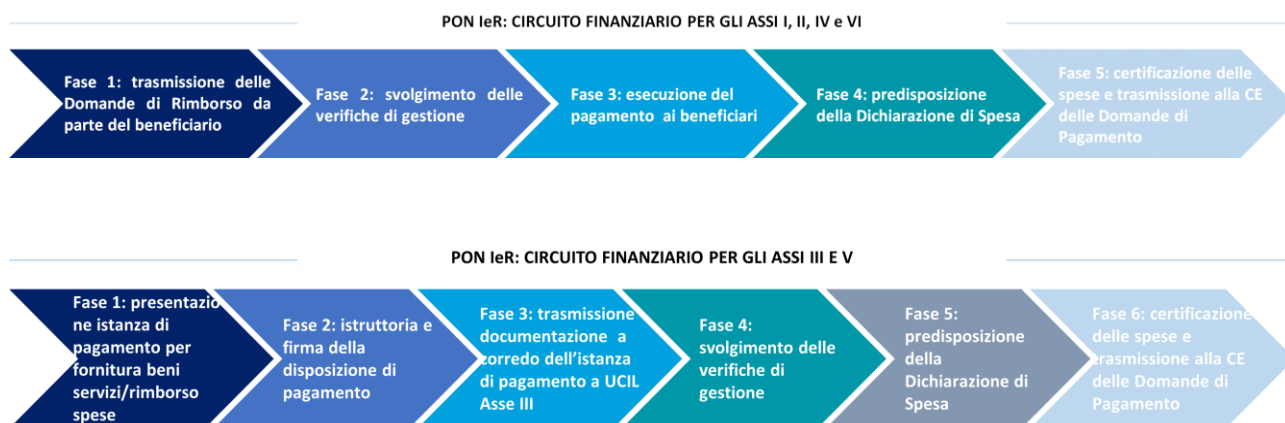 PON IeR: CIRCUITO FINANZIARIO PER GLI ASSI I, II, IV e VI
Fase 1: trasmissione delle
Domande di Rimborso da
parte del beneficiario
Fase 2: svolgimento delle
verifiche di gestione
Fase 3: esecuzione del
pagamento ai beneficiari
Fase 4: predisposizione
della Dichiarazione di Spesa
Fase 5: certificazione delle
spese e trasmissione alla CE
delle Domande di
Pagamento
PON IeR: CIRCUITO FINANZIARIO PER GLI ASSI III E V
Fase 1: presentazio
ne istanza di
pagamento per
fornitura beni
servizi/rimborso
spese
Fase 2: istruttoria e
firma della
disposizione di
pagamento
Fase 3: trasmissione
documentazione a
corredo dell'istanza
di pagamento a UCIL
Asse III
Fase 4:
svolgimento delle
verifiche di
gestione
Fase 5:
predisposizione
della
Dichiarazione di
Spesa
Fase 6: certificazione
delle spese e
trasmissione alla CE
delle Domande di
Pagamento